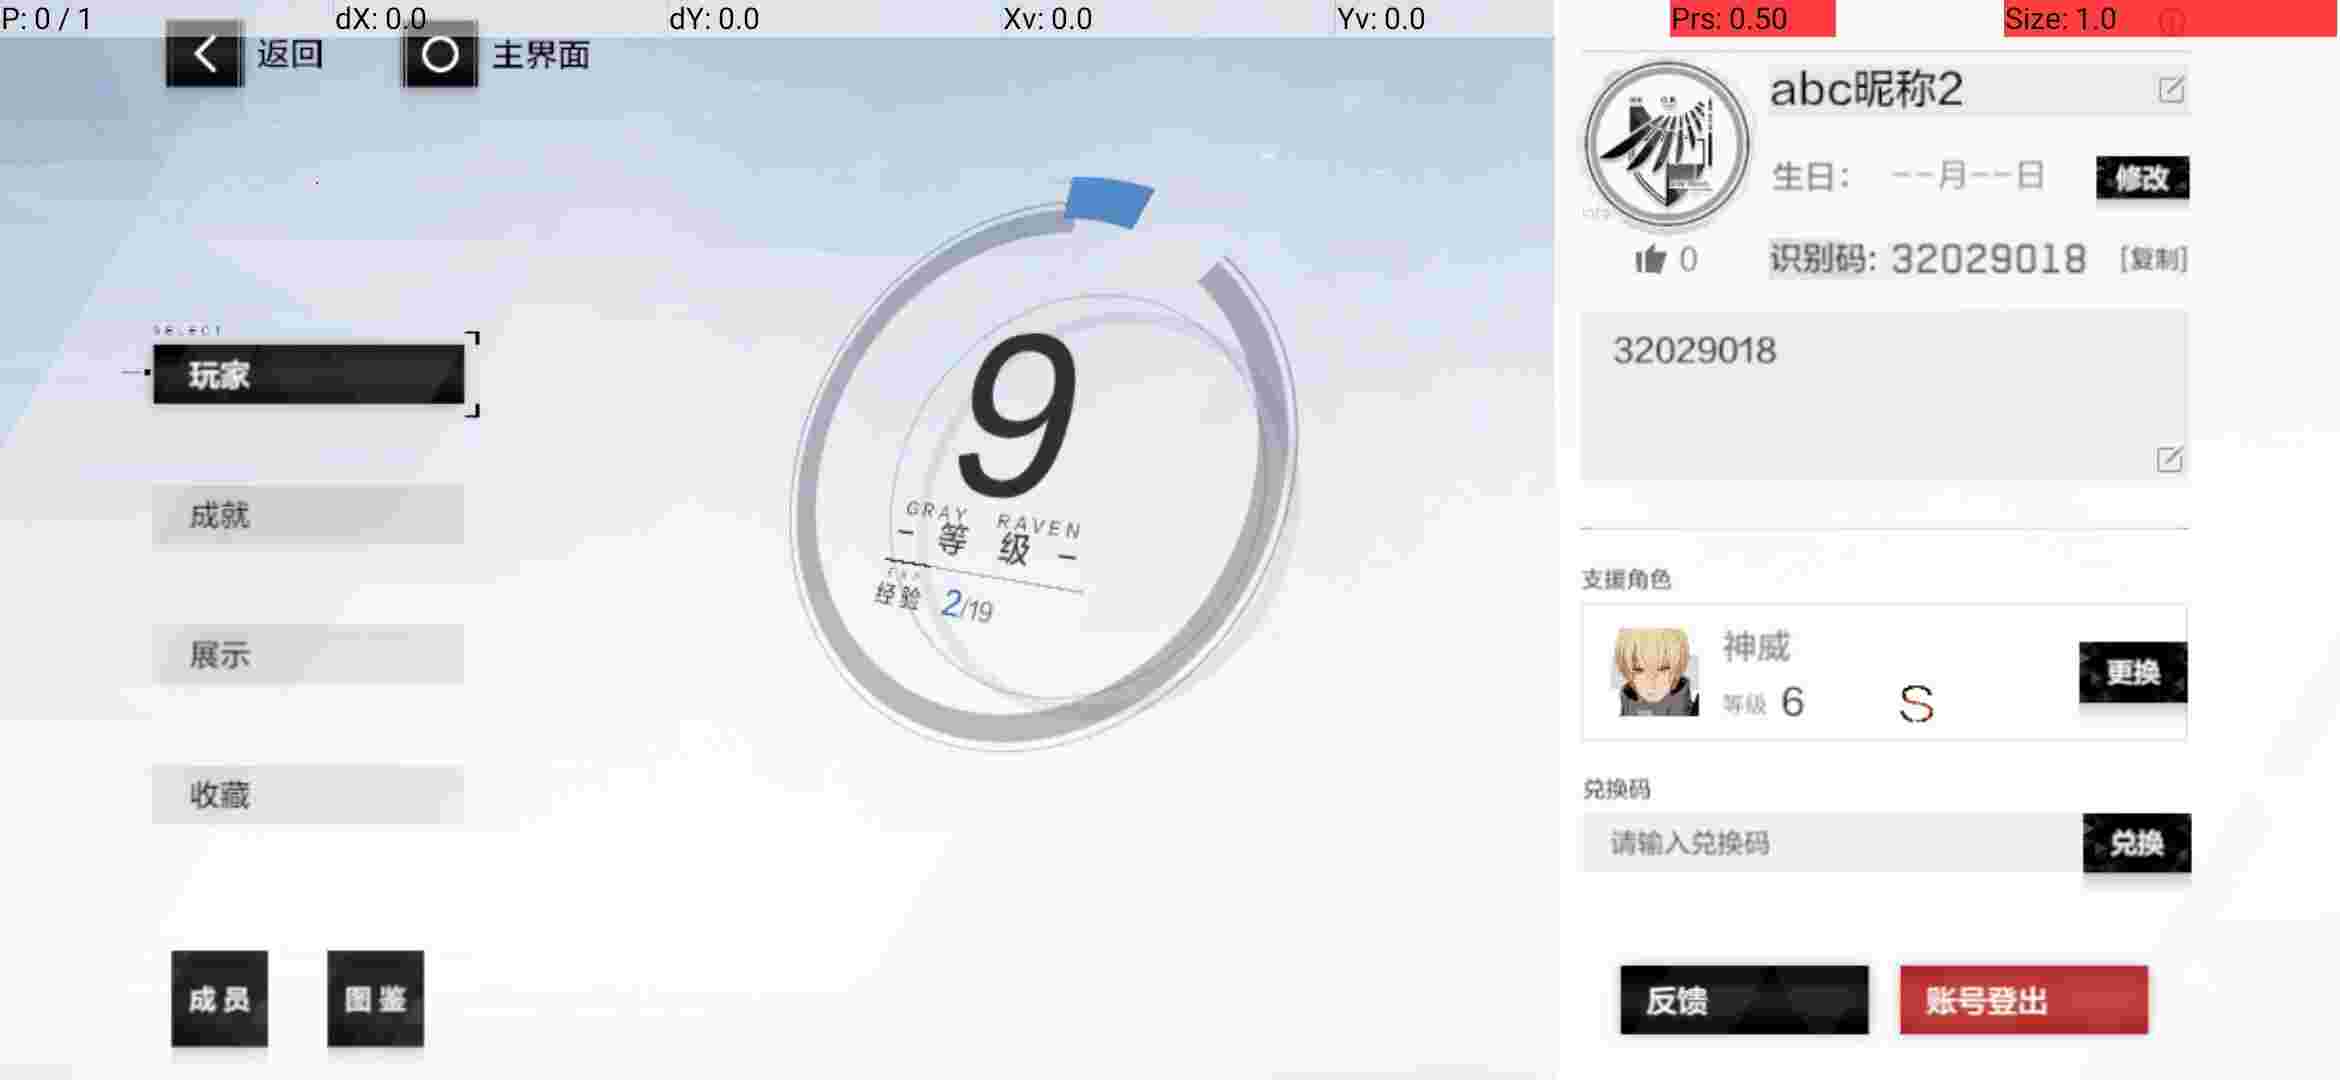 P: 0 / 1
dX: 0.0
dY: 0.0
Xv: 0.0
Yv: 0.0
Prs: 0.50
Size: 1.0
返回
主界面
SELECT
玩家
成就
展示
收藏
成员
图鉴
9
GRAY RAVEN
- 等 级 -
EXP
经验 2/19
abc昵称2
生日: --月--日
修改
0
识别码: 32029018 [复制]
32029018
支援角色
神威
等级 6
S
更换
兑换码
请输入兑换码
兑换
反馈
账号登出